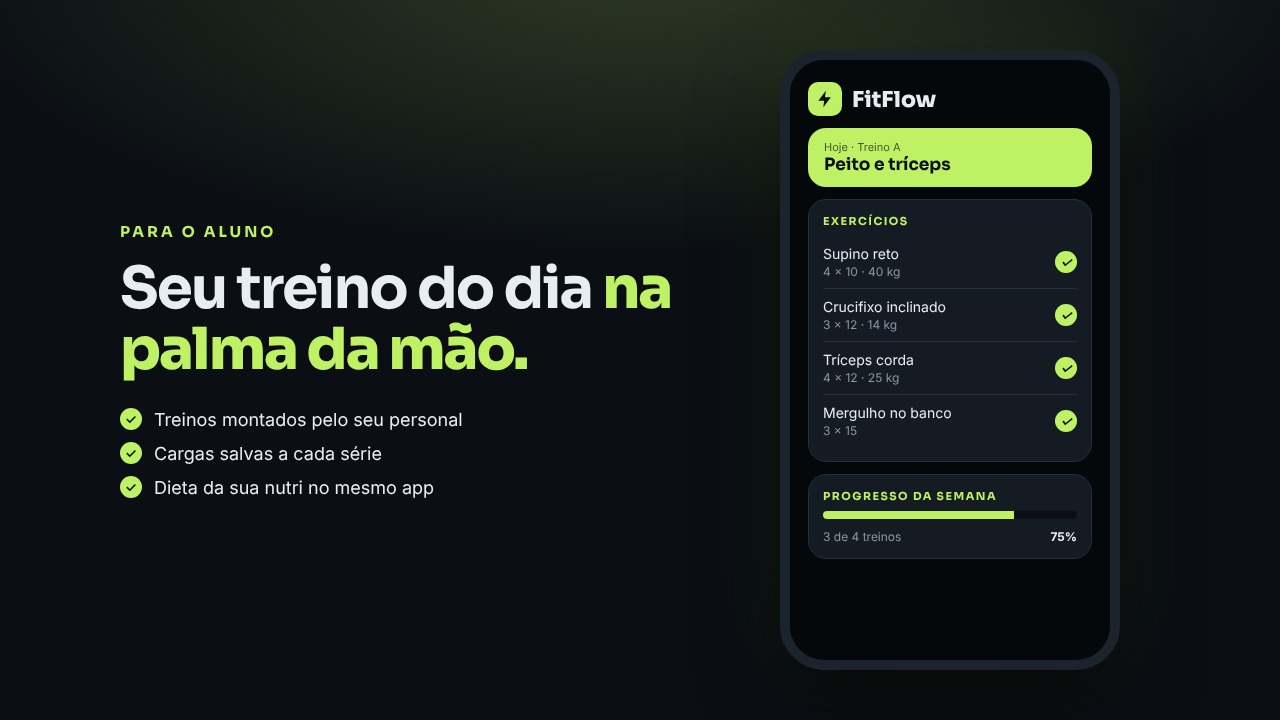 PARA O ALUNO
Seu treino do dia na
palma da mão.
Treinos montados pelo seu personal
Cargas salvas a cada série
Dieta da sua nutri no mesmo app
FitFlow
Hoje · Treino A
Peito e tríceps
EXERCÍCIOS
Supino reto
4 × 10 · 40 kg
Crucifixo inclinado
3 × 12 · 14 kg
Tríceps corda
4 × 12 · 25 kg
Mergulho no banco
3 × 15
PROGRESSO DA SEMANA
3 de 4 treinos 75%